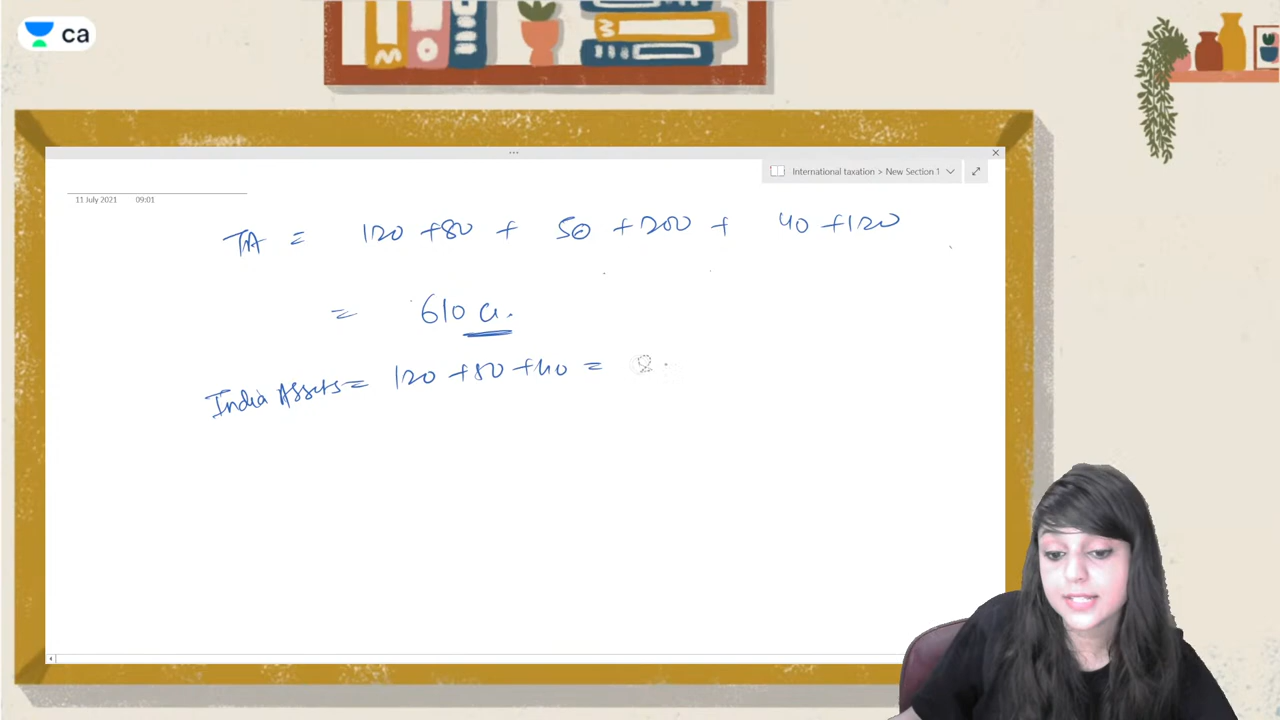 ca
International taxation > New Section 1
11 July 2021 09:01
TA = 120 +80 + 50 +200 + 40 +120
= 610 cr.
India Assets = 120 +80 +40 =